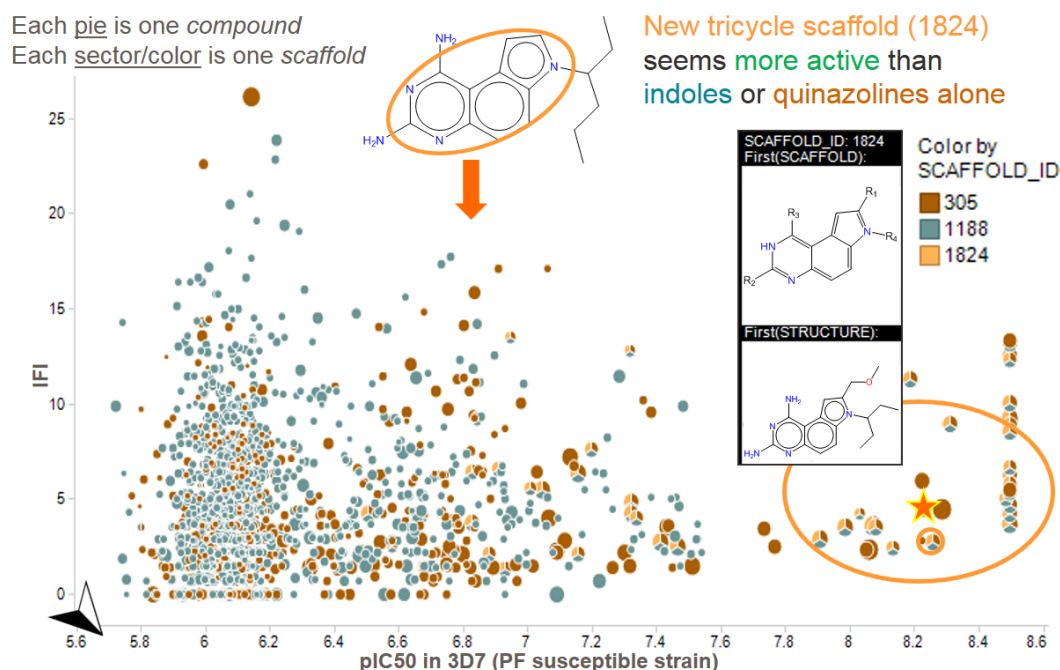 Each pie is one compound
Each sector/color is one scaffold
New tricycle scaffold (1824)
seems more active than
indoles or quinazolines alone
NH₂
N
N
H₂N
N
SCAFFOLD_ID: 1824
First(SCAFFOLD):
R₁
R₃
HN
N
R₄
R₂
N
First(STRUCTURE):
O
NH₂
N
N
H₂N
N
Color by
SCAFFOLD_ID
305
1188
1824
IFI
25
20
15
10
5
0
5.6
5.8
6
6.2
6.4
6.6
6.8
7
7.2
7.4
7.6
7.8
8
8.2
8.4
8.6
pIC50 in 3D7 (PF susceptible strain)